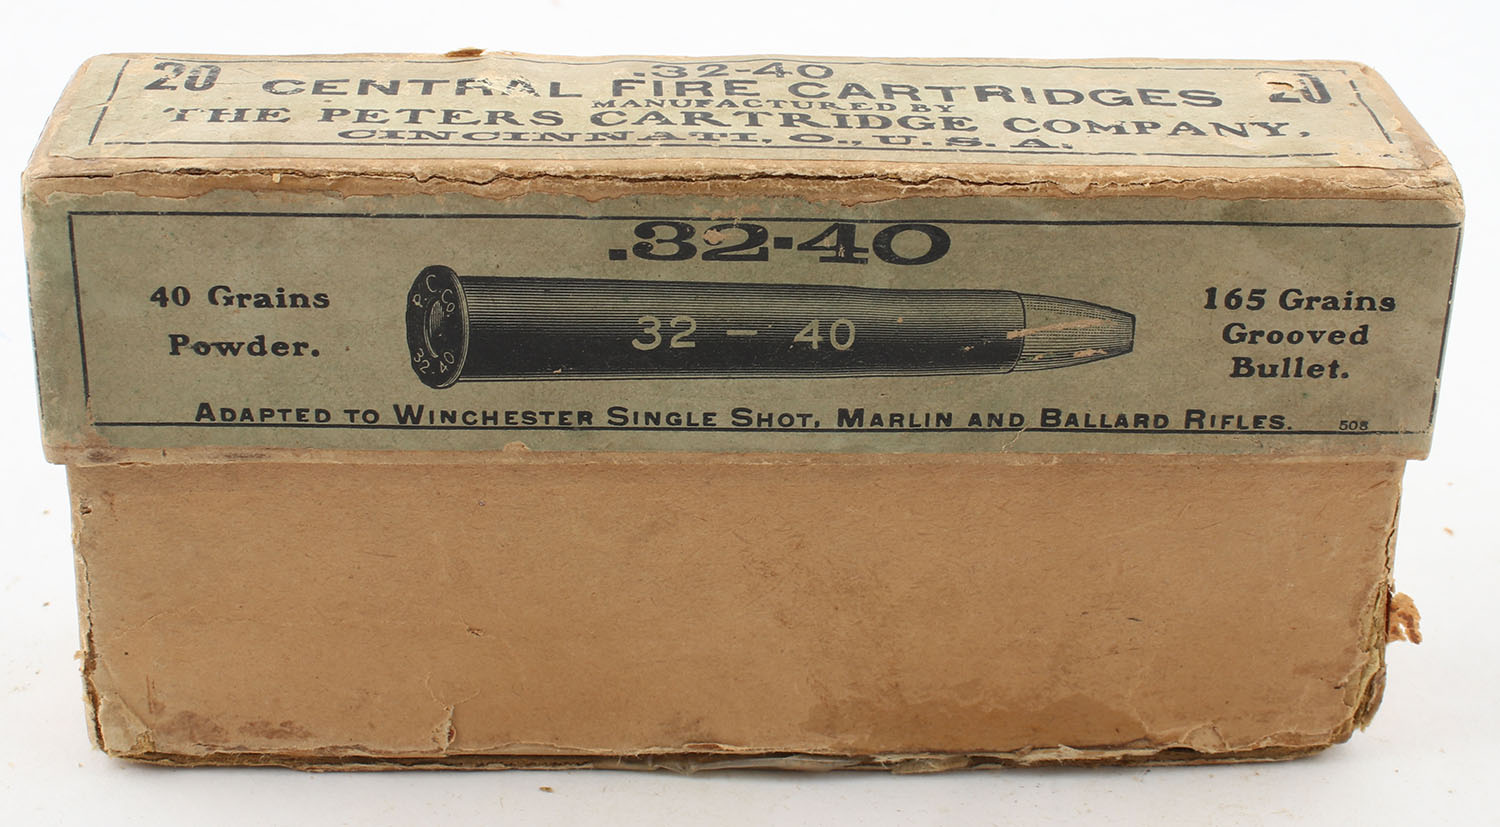 20 .32-40 20
CENTRAL FIRE CARTRIDGES
MANUFACTURED BY
THE PETERS CARTRIDGE COMPANY,
CINCINNATI, O., U.S.A.
.32-40
40 Grains
Powder.
P.C.Co.
32-40
32 — 40
165 Grains
Grooved
Bullet.
ADAPTED TO WINCHESTER SINGLE SHOT, MARLIN AND BALLARD RIFLES.
508